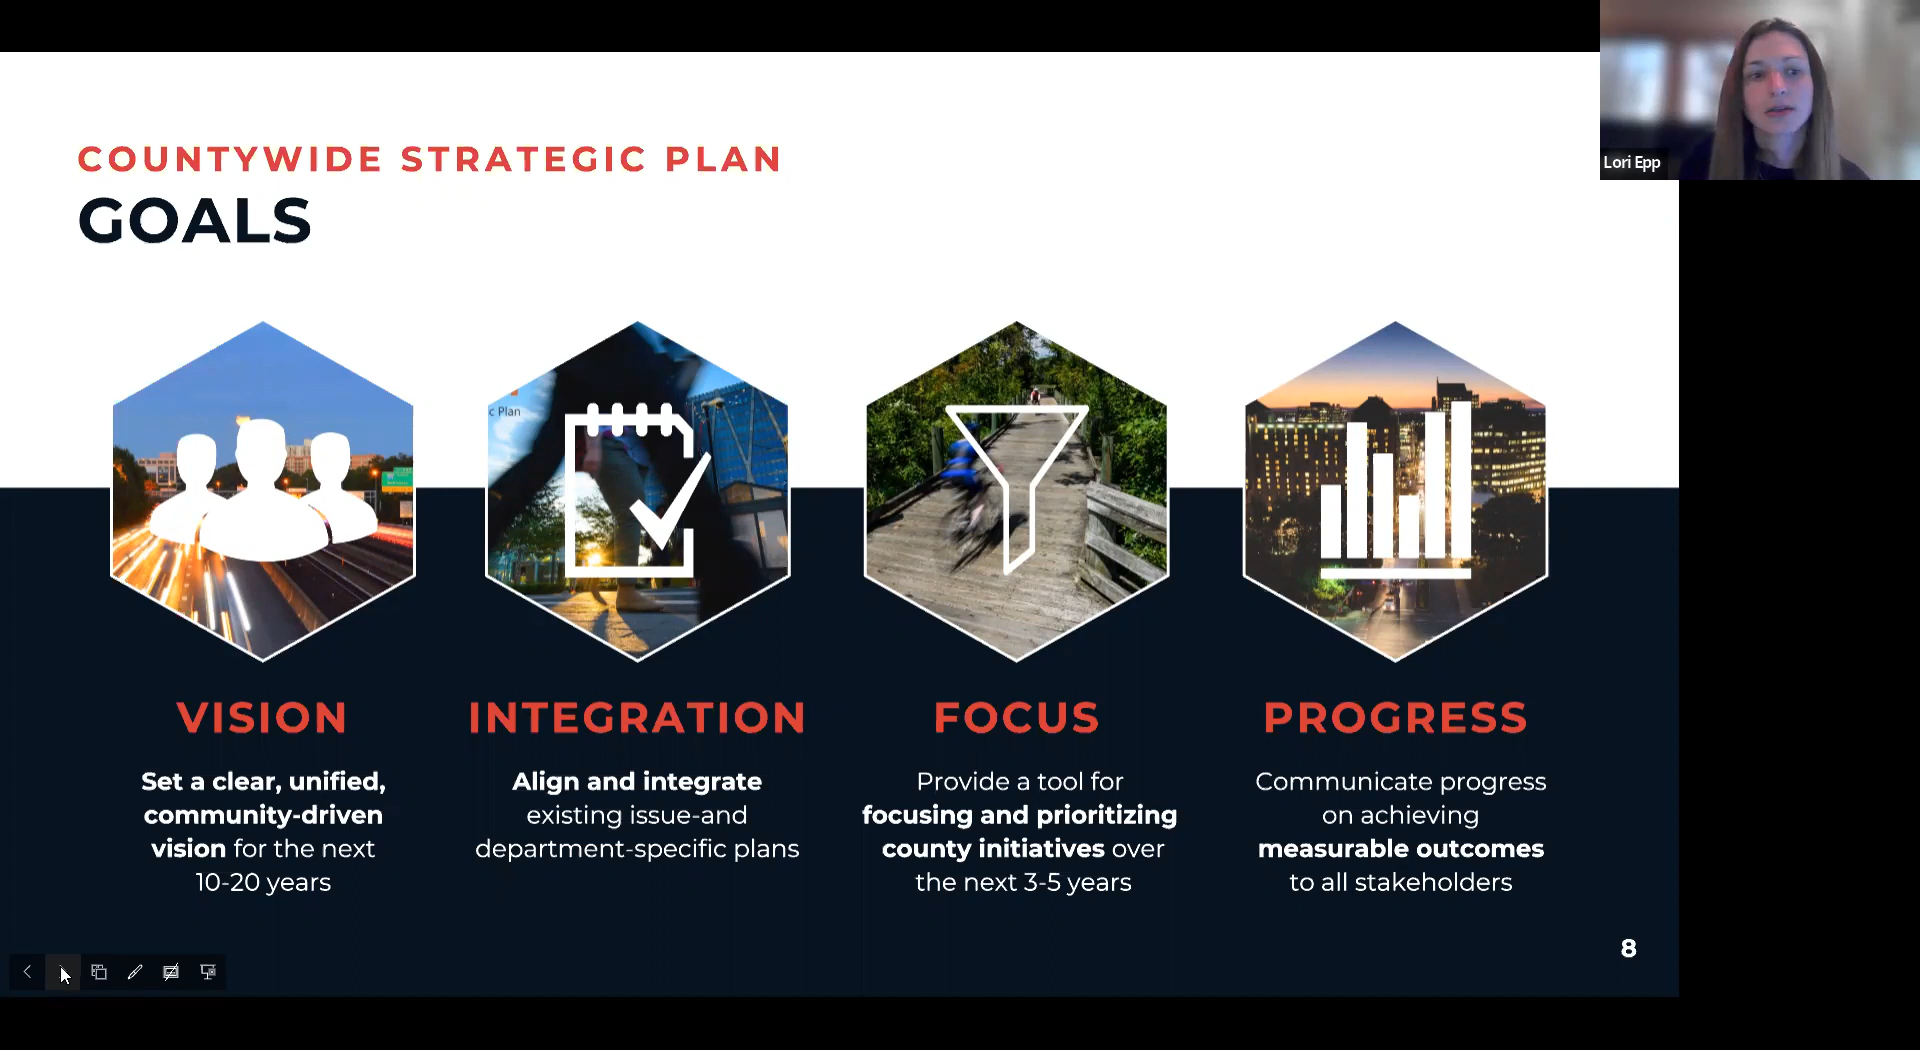 Lori Epp
COUNTYWIDE STRATEGIC PLAN
GOALS
c Plan
VISION
Set a clear, unified,
community-driven
vision for the next
10-20 years
INTEGRATION
Align and integrate
existing issue-and
department-specific plans
FOCUS
Provide a tool for
focusing and prioritizing
county initiatives over
the next 3-5 years
PROGRESS
Communicate progress
on achieving
measurable outcomes
to all stakeholders
8